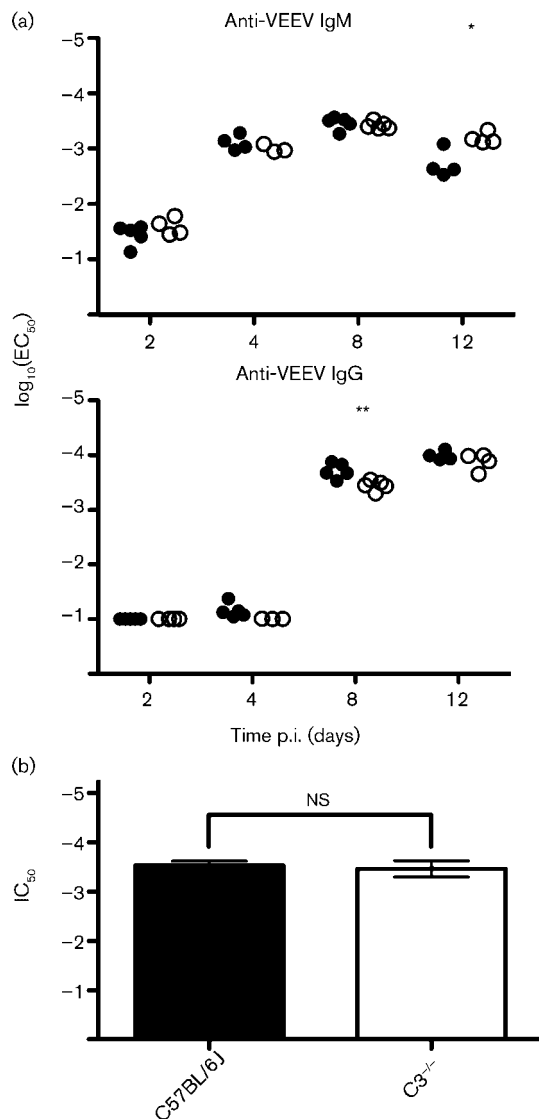 (a)
Anti-VEEV IgM
*
−5
−4
−3
−2
−1
2
4
8
12
log₁₀(EC₅₀)
Anti-VEEV IgG
**
−5
−4
−3
−2
−1
2
4
8
12
Time p.i. (days)
(b)
NS
−5
−4
−3
−2
−1
IC₅₀
C57BL/6J
C3⁻/⁻